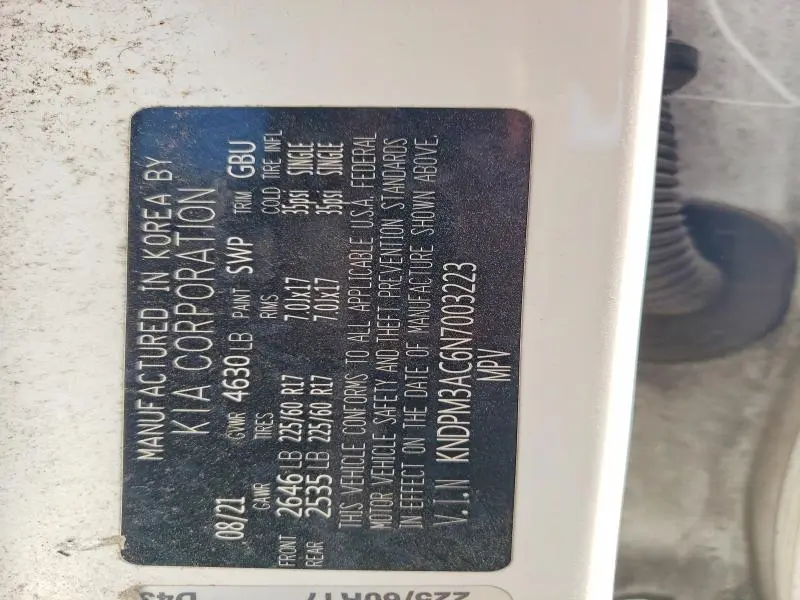 MANUFACTURED IN KOREA BY
KIA CORPORATION
08/21 GVWR 4630 LB PAINT SWP TRIM GBU
GAWR TIRES RIMS COLD TIRE INFL
FRONT 2646 LB 225/60 R17 7.0Jx17 35psi SINGLE
REAR 2535 LB 225/60 R17 7.0Jx17 35psi SINGLE
THIS VEHICLE CONFORMS TO ALL APPLICABLE U.S.A. FEDERAL
MOTOR VEHICLE SAFETY AND THEFT PREVENTION STANDARDS
IN EFFECT ON THE DATE OF MANUFACTURE SHOWN ABOVE.
V.I.N KNDPM3AC6N7003223
MPV
225/60R17
D43